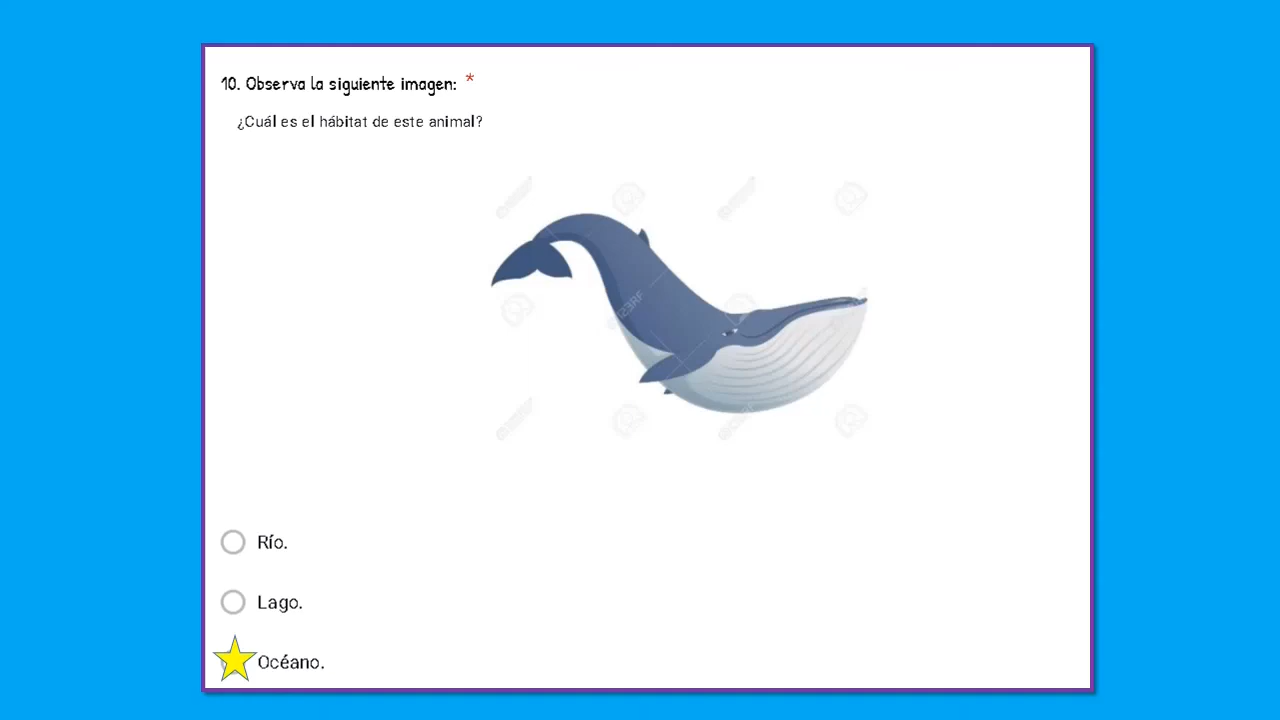 10. Observa la siguiente imagen: *
¿Cuál es el hábitat de este animal?
Río.
Lago.
Océano.